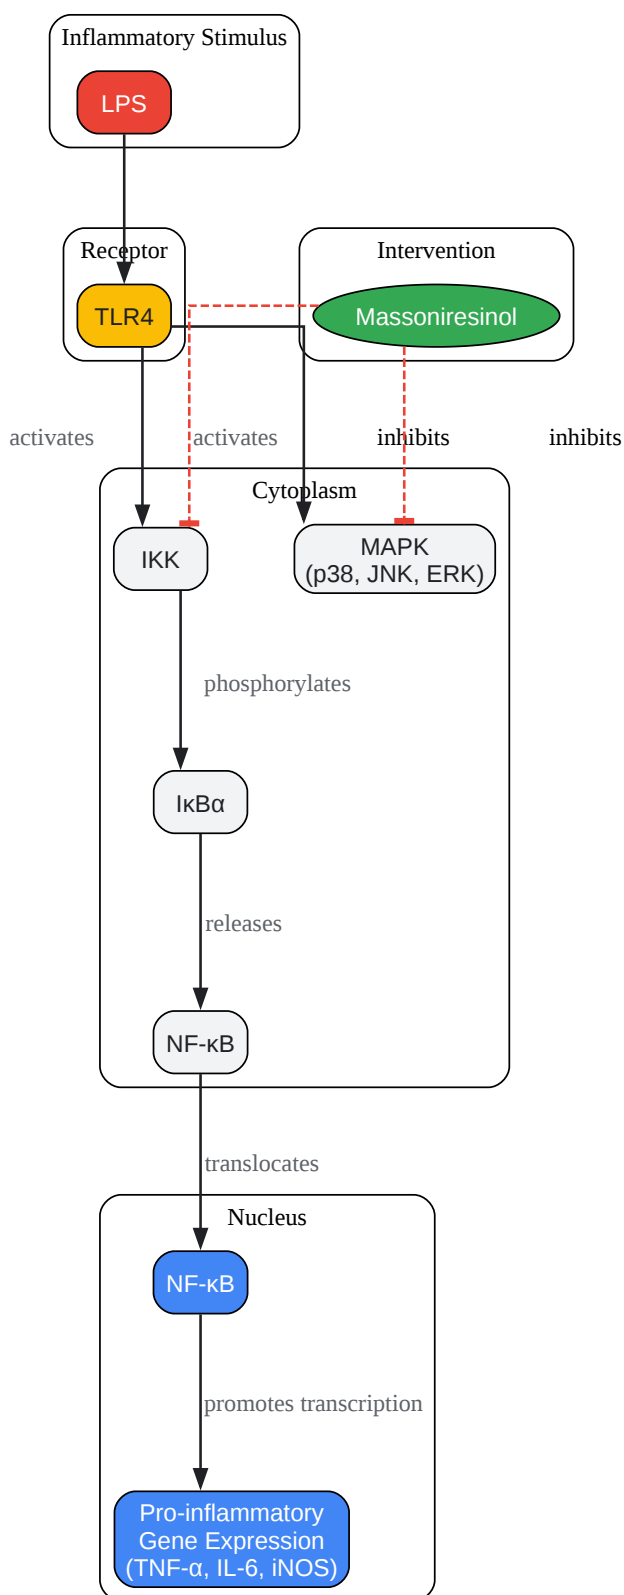 Inflammatory Stimulus
LPS
Receptor
Intervention
TLR4
Massoniresinol
activates
activates
inhibits
inhibits
Cytoplasm
IKK
MAPK
(p38, JNK, ERK)
phosphorylates
IκBα
releases
NF-κB
translocates
Nucleus
NF-κB
promotes transcription
Pro-inflammatory
Gene Expression
(TNF-α, IL-6, iNOS)